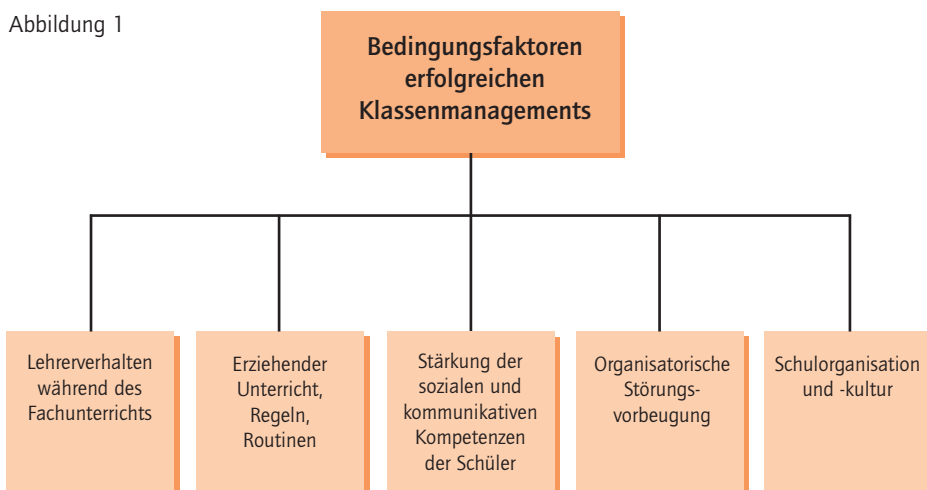 Abbildung 1
Bedingungsfaktoren
erfolgreichen
Klassenmanagements
Lehrerverhalten
während des
Fachunterrichts
Erziehender
Unterricht,
Regeln,
Routinen
Stärkung der
sozialen und
kommunikativen
Kompetenzen
der Schüler
Organisatorische
Störungs-
vorbeugung
Schulorganisation
und -kultur